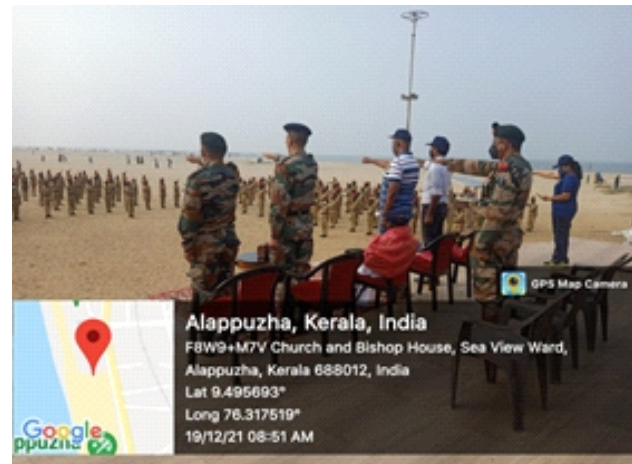 GPS Map Camera
Alappuzha, Kerala, India
F8W9+M7V Church and Bishop House, Sea View Ward,
Alappuzha, Kerala 688012, India
Lat 9.495693°
Long 76.317519°
19/12/21 08:51 AM
Google
ppuzha